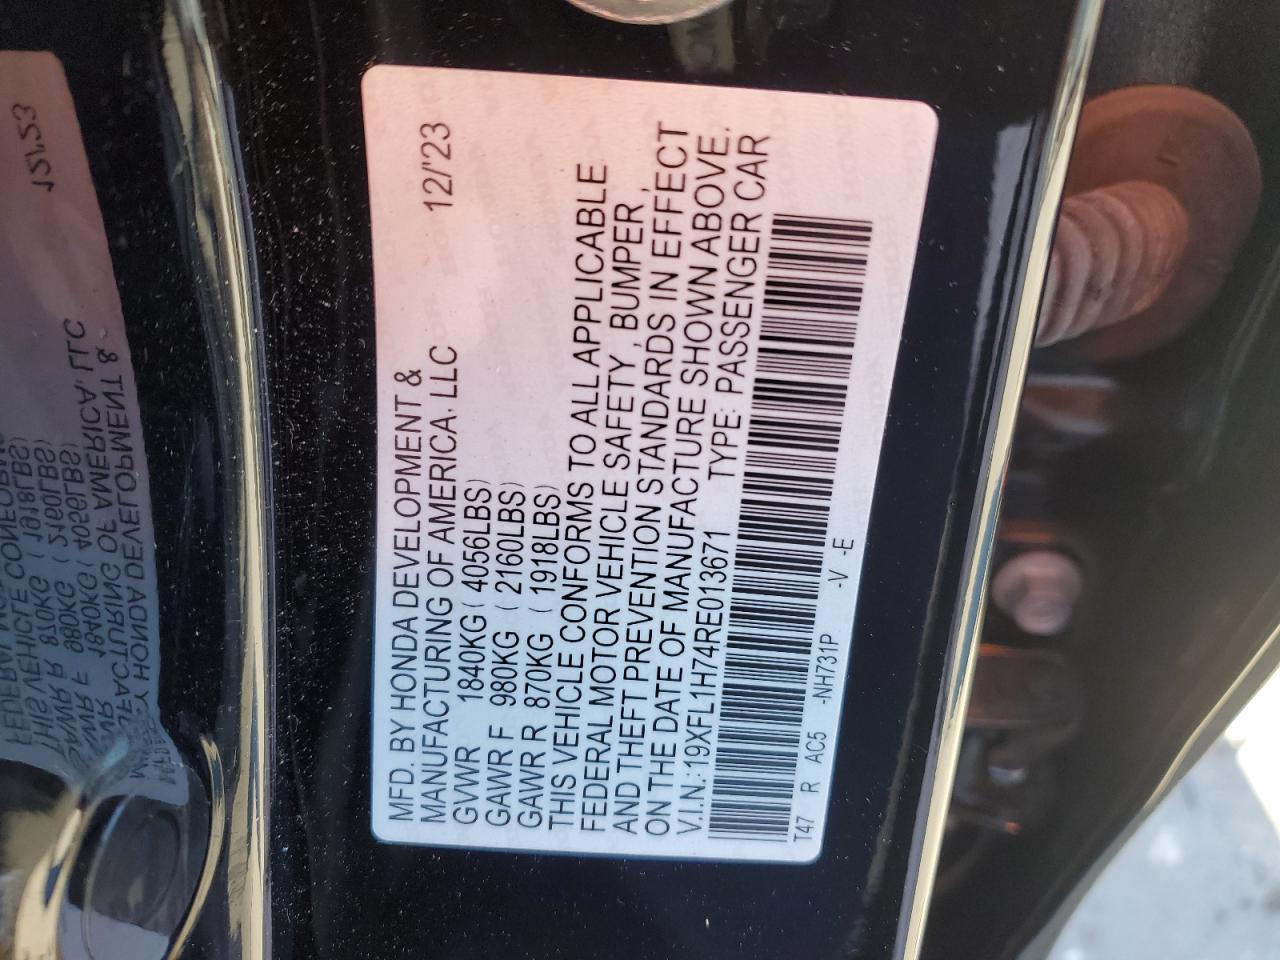 MFD. BY HONDA DEVELOPMENT &
MANUFACTURING OF AMERICA. LLC 12/'23
GVWR 1840KG ( 4056LBS)
GAWR F 980KG ( 2160LBS)
GAWR R 870KG ( 1918LBS)
THIS VEHICLE CONFORMS TO ALL APPLICABLE
FEDERAL MOTOR VEHICLE SAFETY , BUMPER ,
AND THEFT PREVENTION STANDARDS IN EFFECT
ON THE DATE OF MANUFACTURE SHOWN ABOVE.
V.I.N.:19XFL1H74RE013671 TYPE: PASSENGER CAR
T47 R AC5 -NH731P -V -E